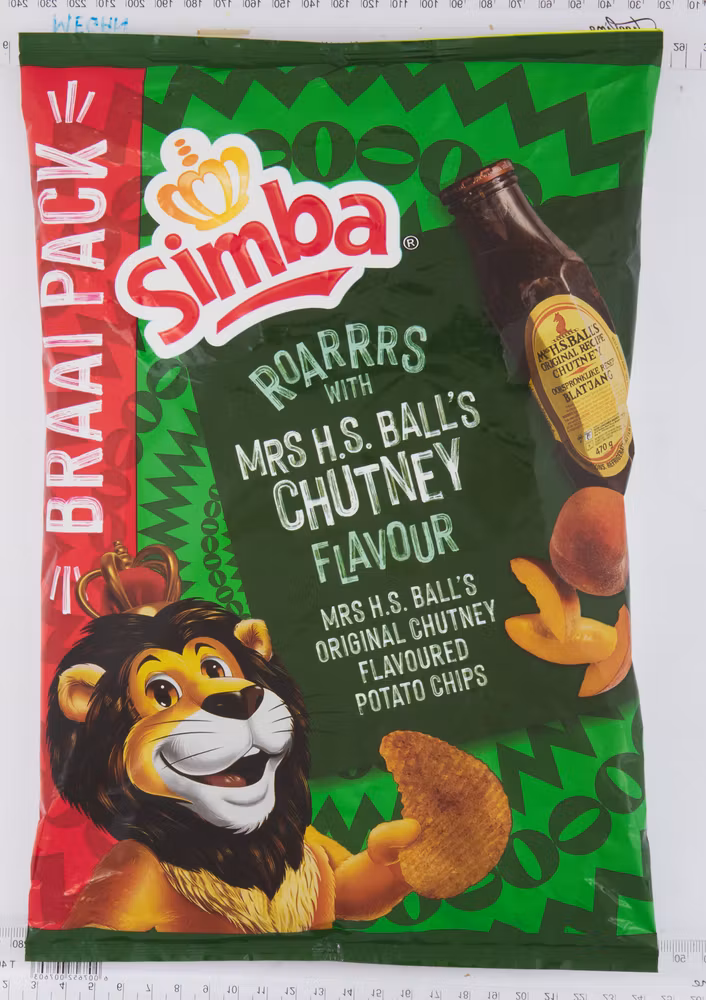 BRAAI PACK
Simba®
ROARRRS
WITH
MRS H.S. BALL'S
CHUTNEY
FLAVOUR
MRS H.S. BALL'S
ORIGINAL CHUTNEY
FLAVOURED
POTATO CHIPS
MRS H.S. BALL'S
ORIGINAL RECIPE
CHUTNEY
OORSPRONKLIKE RESEP
BLATJANG
470 g